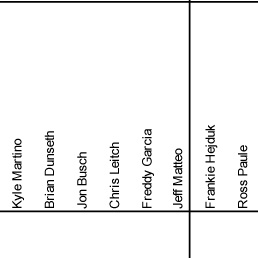 Kyle Martino
Brian Dunseth
Jon Busch
Chris Leitch
Freddy Garcia
Jeff Matteo
Frankie Hejduk
Ross Paule